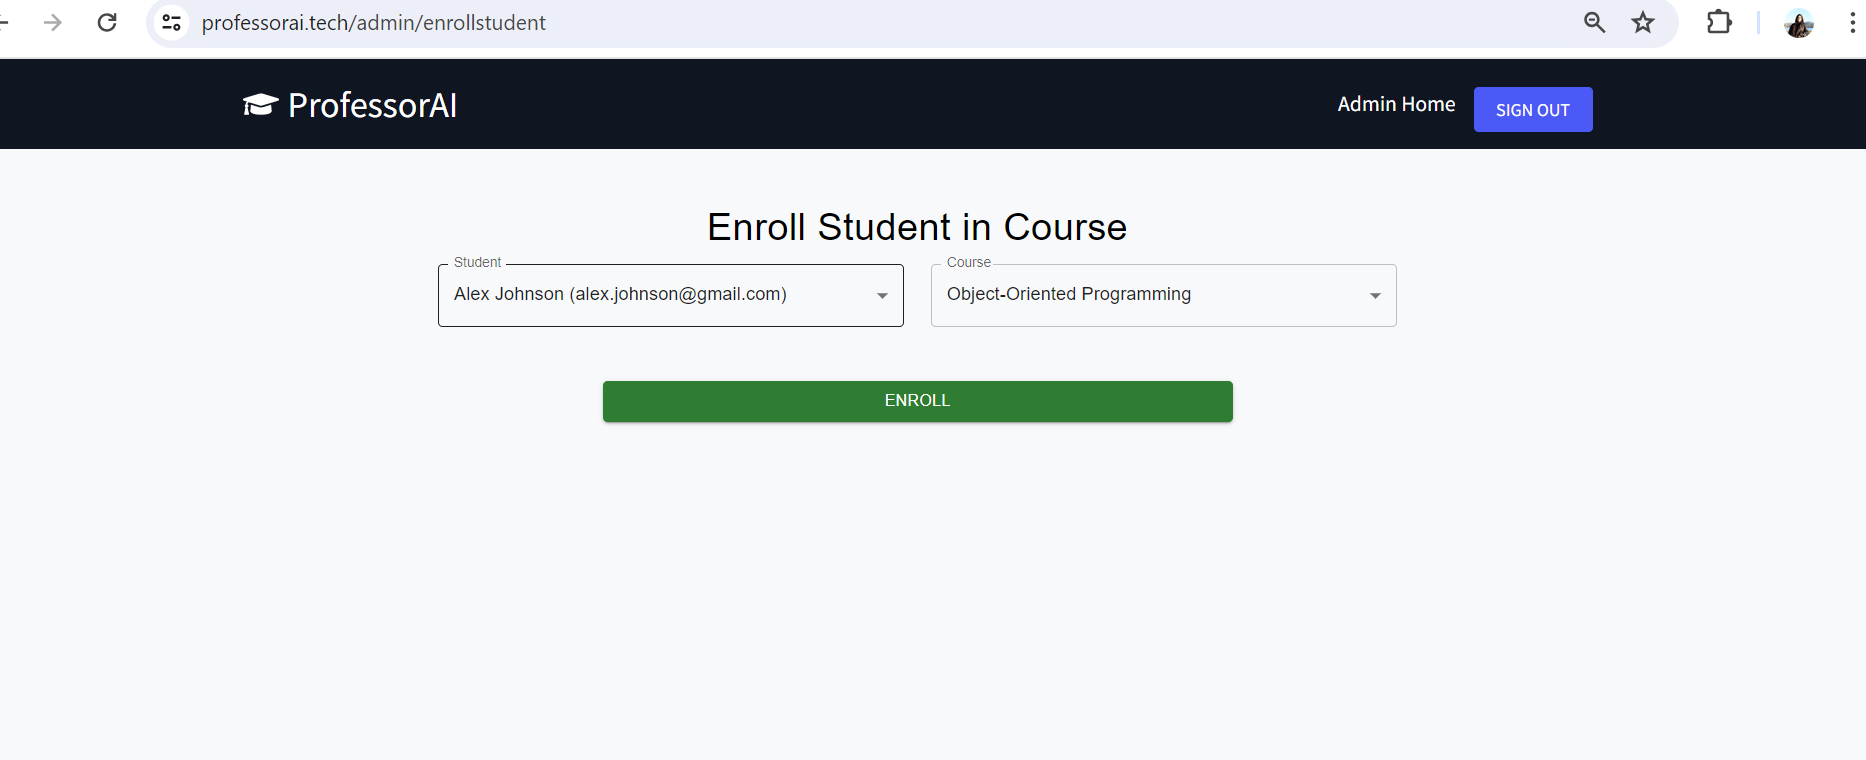 professorai.tech/admin/enrollstudent
ProfessorAI
Admin Home
SIGN OUT
Enroll Student in Course
Student
Alex Johnson (alex.johnson@gmail.com)
Course
Object-Oriented Programming
ENROLL